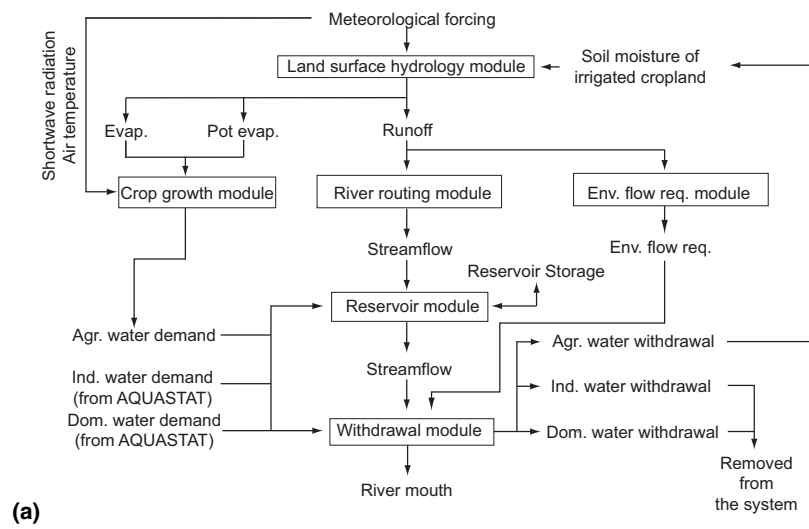 Meteorological forcing
Shortwave radiation
Air temperature
Land surface hydrology module
Soil moisture of
irrigated cropland
Evap.
Pot evap.
Runoff
Crop growth module
River routing module
Env. flow req. module
Streamflow
Env. flow req.
Reservoir Storage
Reservoir module
Agr. water demand
Agr. water withdrawal
Streamflow
Ind. water demand
(from AQUASTAT)
Ind. water withdrawal
Dom. water demand
(from AQUASTAT)
Withdrawal module
Dom. water withdrawal
Removed
from
the system
River mouth
(a)